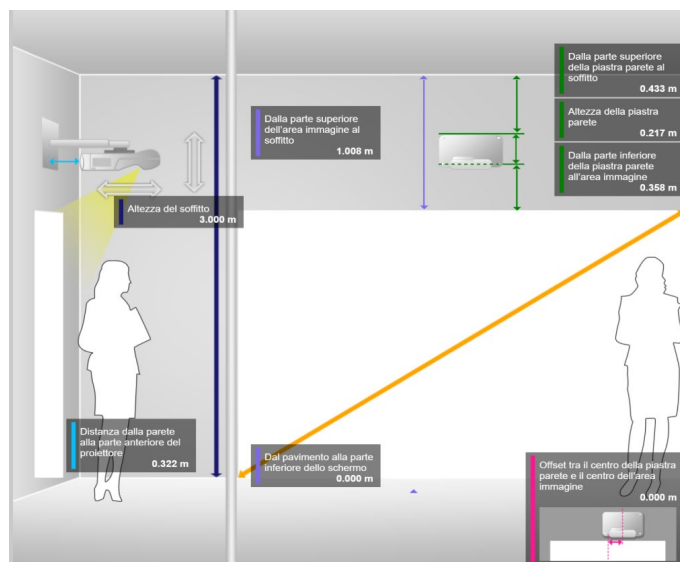 Dalla parte superiore
della piastra parete al
soffitto
0.433 m
Altezza della piastra
parete
0.217 m
Dalla parte inferiore
della piastra parete
all'area immagine
0.358 m
Dalla parte superiore
dell'area immagine al
soffitto
1.008 m
Altezza del soffitto
3.000 m
Distanza dalla parete
alla parte anteriore del
proiettore
0.322 m
Dal pavimento alla parte
inferiore dello schermo
0.000 m
Offset tra il centro della piastra
parete e il centro dell'area
immagine
0.000 m